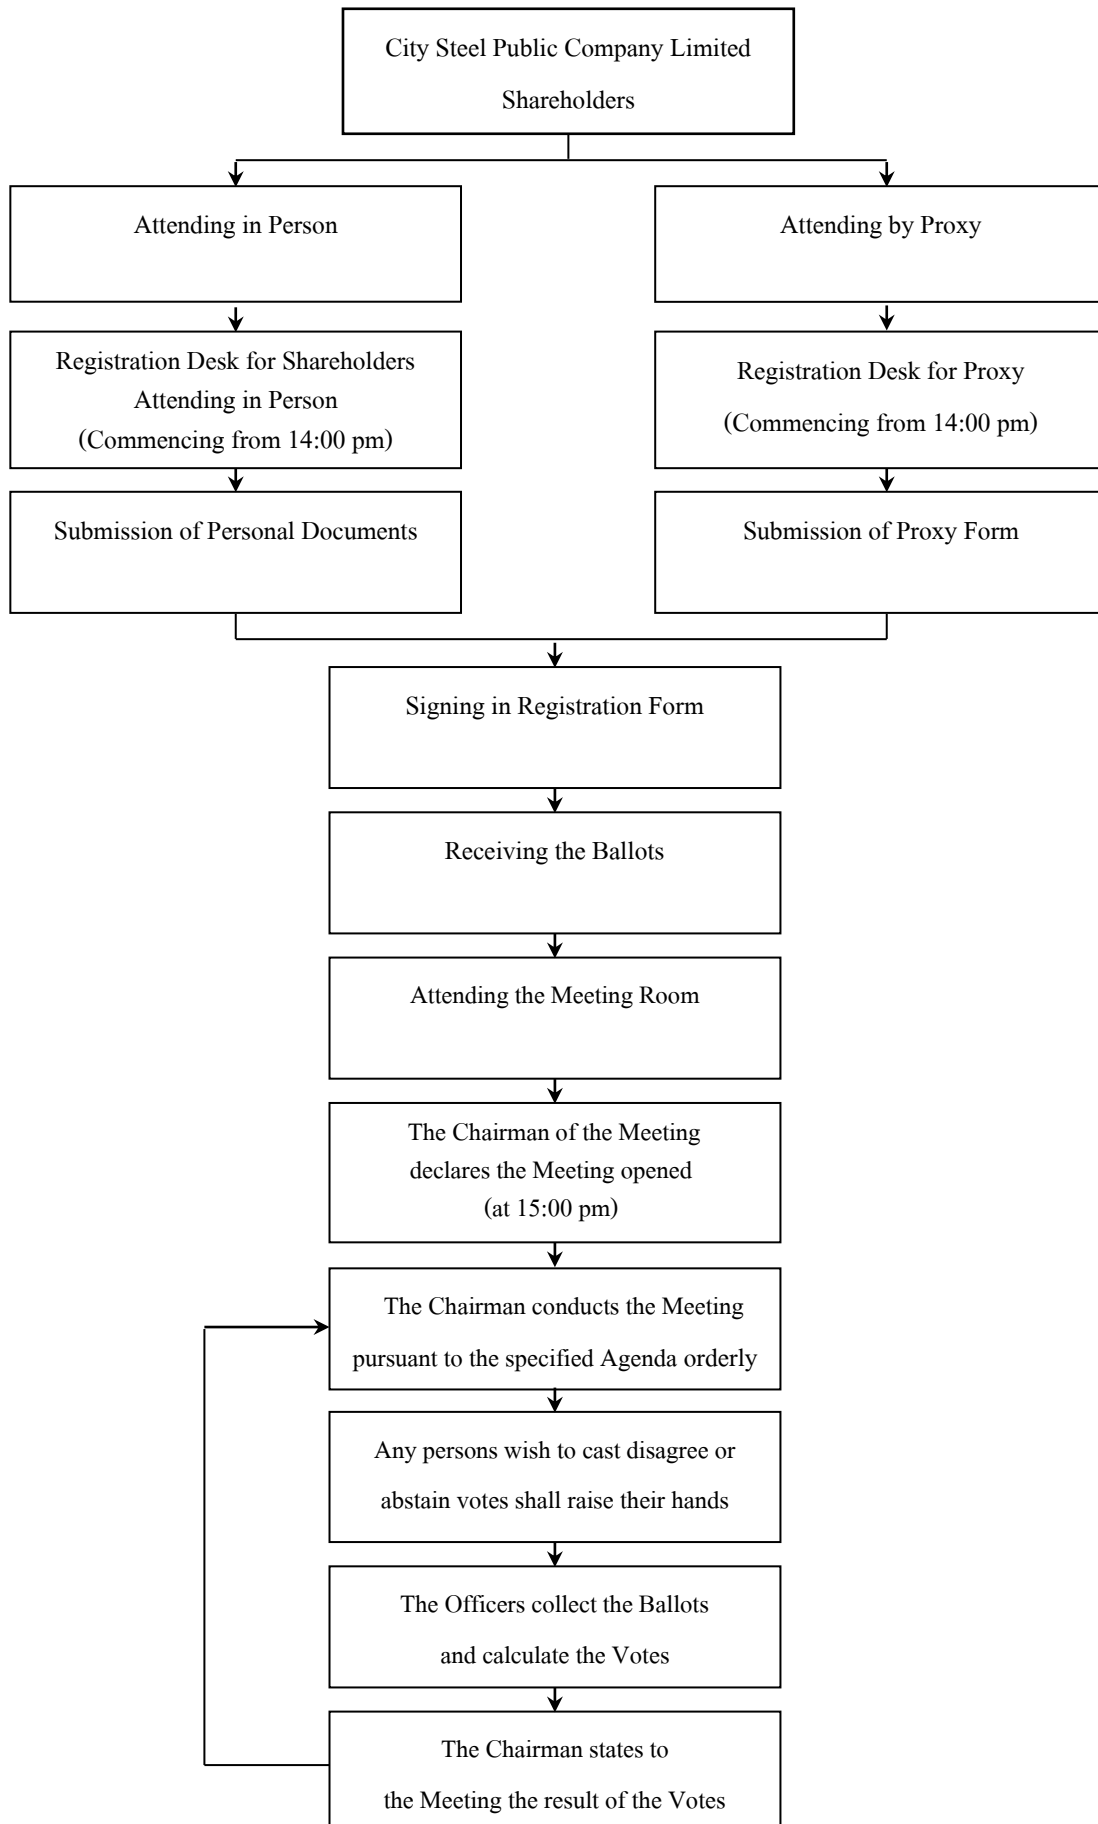 City Steel Public Company Limited
Shareholders
Attending in Person
Attending by Proxy
Registration Desk for Shareholders
Attending in Person
(Commencing from 14:00 pm)
Registration Desk for Proxy
(Commencing from 14:00 pm)
Submission of Personal Documents
Submission of Proxy Form
Signing in Registration Form
Receiving the Ballots
Attending the Meeting Room
The Chairman of the Meeting
declares the Meeting opened
(at 15:00 pm)
The Chairman conducts the Meeting
pursuant to the specified Agenda orderly
Any persons wish to cast disagree or
abstain votes shall raise their hands
The Officers collect the Ballots
and calculate the Votes
The Chairman states to
the Meeting the result of the Votes